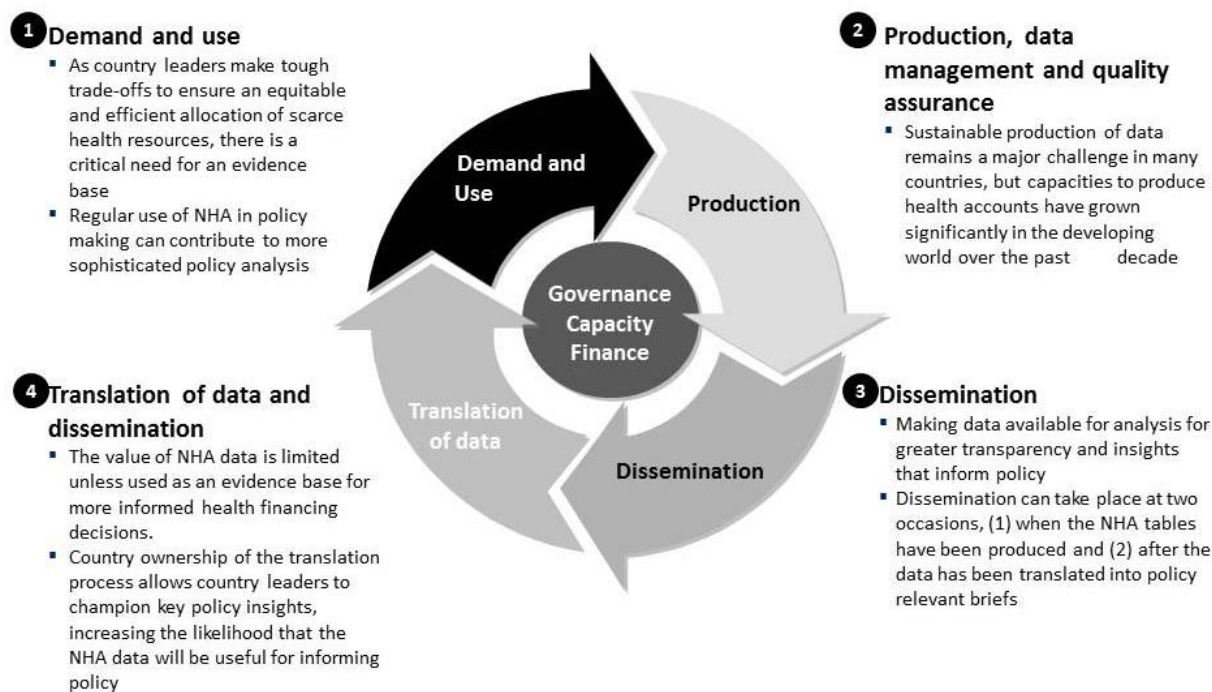 1 Demand and use
▪ As country leaders make tough
trade-offs to ensure an equitable
and efficient allocation of scarce
health resources, there is a
critical need for an evidence
base
▪ Regular use of NHA in policy
making can contribute to more
sophisticated policy analysis
2 Production, data
management and quality
assurance
▪ Sustainable production of data
remains a major challenge in many
countries, but capacities to produce
health accounts have grown
significantly in the developing
world over the past decade
Demand and
Use
Production
Governance
Capacity
Finance
Translation
of data
Dissemination
4 Translation of data and
dissemination
▪ The value of NHA data is limited
unless used as an evidence base for
more informed health financing
decisions.
▪ Country ownership of the translation
process allows country leaders to
champion key policy insights,
increasing the likelihood that the
NHA data will be useful for informing
policy
3 Dissemination
▪ Making data available for analysis for
greater transparency and insights
that inform policy
▪ Dissemination can take place at two
occasions, (1) when the NHA tables
have been produced and (2) after the
data has been translated into policy
relevant briefs